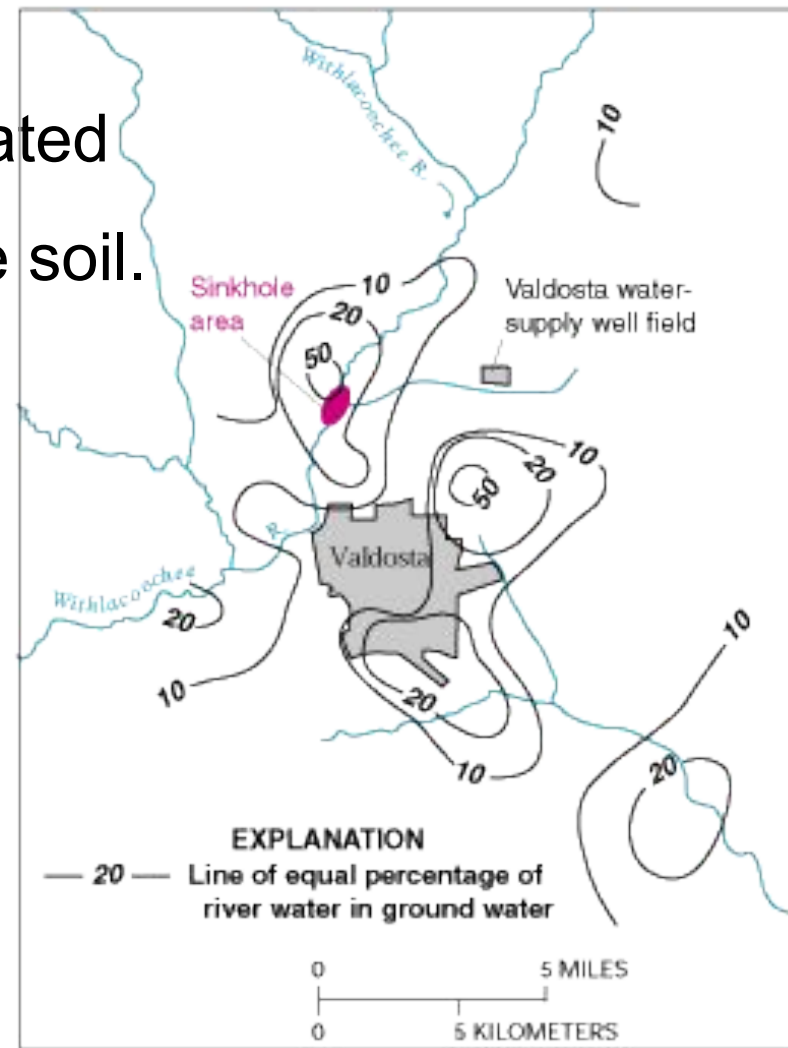 ated
e soil.
Withlacoochee R.
10
Sinkhole
area
10
20
50
Valdosta water-
supply well field
10
20
50
R.
Valdosta
Withlacoochee
20
10
20
10
10
20
EXPLANATION
— 20 — Line of equal percentage of
river water in ground water
0 5 MILES
0 5 KILOMETERS